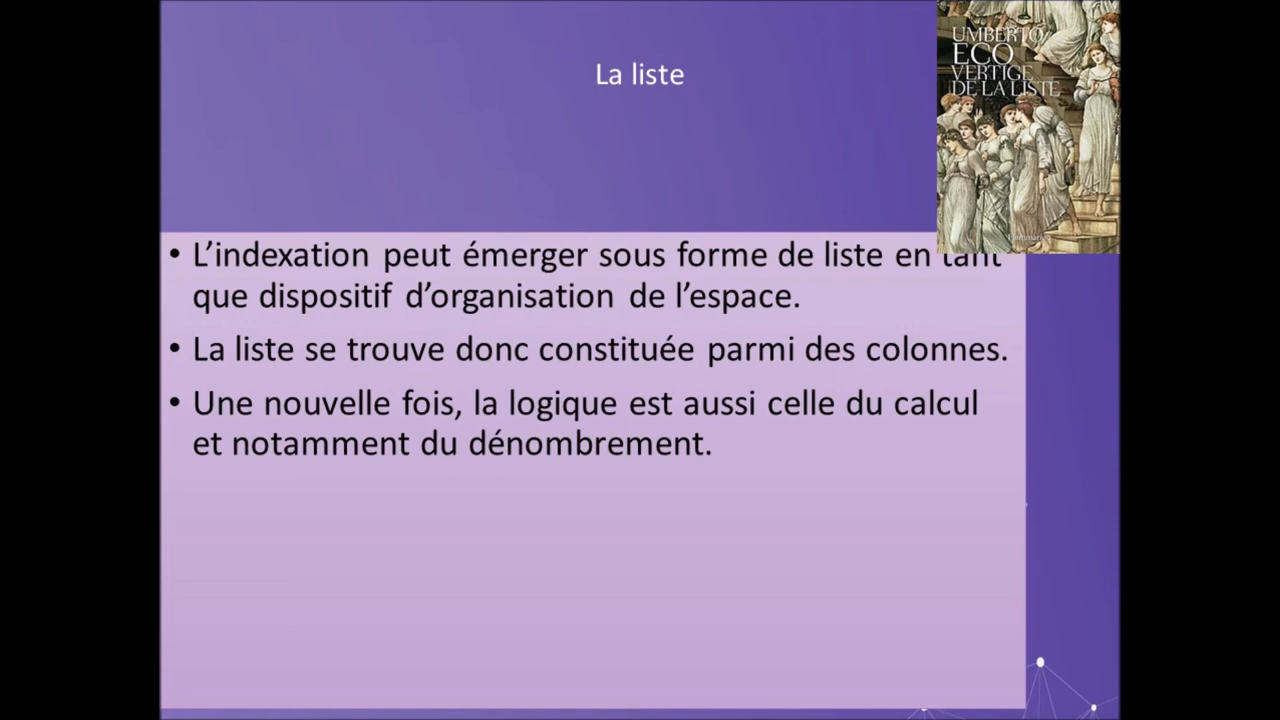 La liste
UMBERTO
ECO
VERTIGE
DE LA LISTE
Flammarion
• L’indexation peut émerger sous forme de liste en tant
que dispositif d’organisation de l’espace.
• La liste se trouve donc constituée parmi des colonnes.
• Une nouvelle fois, la logique est aussi celle du calcul
et notamment du dénombrement.